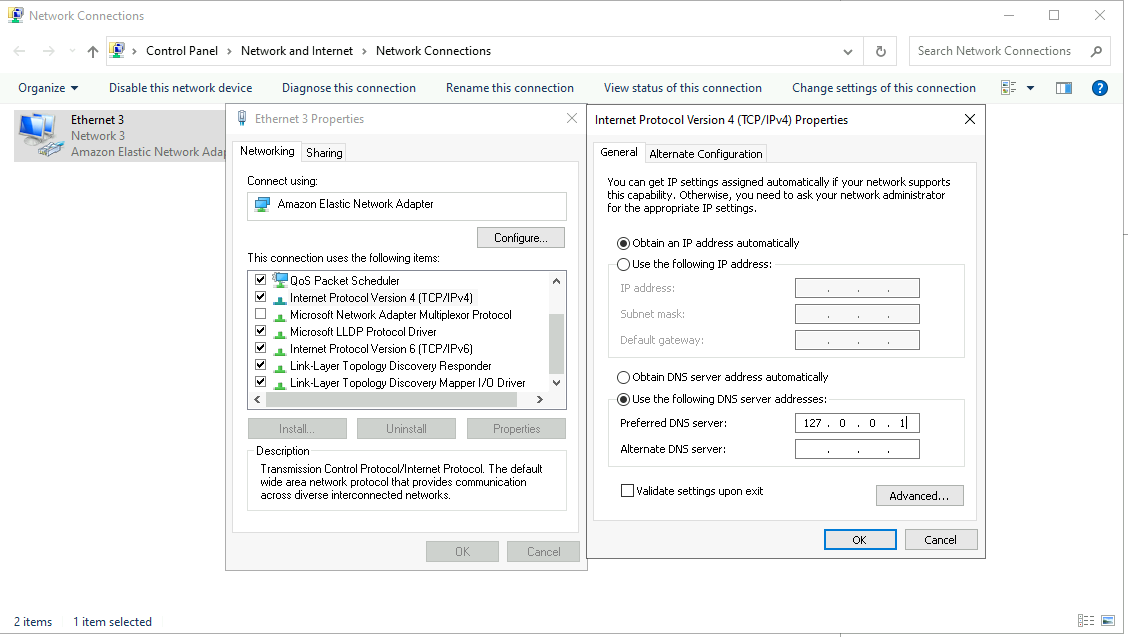 Network Connections
Control Panel > Network and Internet > Network Connections
Search Network Connections
Organize
Disable this network device
Diagnose this connection
Rename this connection
View status of this connection
Change settings of this connection
Ethernet 3
Network 3
Amazon Elastic Network Adap
Ethernet 3 Properties
Networking
Sharing
Connect using:
Amazon Elastic Network Adapter
Configure...
This connection uses the following items:
QoS Packet Scheduler
Internet Protocol Version 4 (TCP/IPv4)
Microsoft Network Adapter Multiplexor Protocol
Microsoft LLDP Protocol Driver
Internet Protocol Version 6 (TCP/IPv6)
Link-Layer Topology Discovery Responder
Link-Layer Topology Discovery Mapper I/O Driver
Install...
Uninstall
Properties
Description
Transmission Control Protocol/Internet Protocol. The default
wide area network protocol that provides communication
across diverse interconnected networks.
OK
Cancel
Internet Protocol Version 4 (TCP/IPv4) Properties
General
Alternate Configuration
You can get IP settings assigned automatically if your network supports
this capability. Otherwise, you need to ask your network administrator
for the appropriate IP settings.
Obtain an IP address automatically
Use the following IP address:
IP address:
. . .
Subnet mask:
. . .
Default gateway:
. . .
Obtain DNS server address automatically
Use the following DNS server addresses:
Preferred DNS server:
127 . 0 . 0 . 1
Alternate DNS server:
. . .
Validate settings upon exit
Advanced...
OK
Cancel
2 items
1 item selected